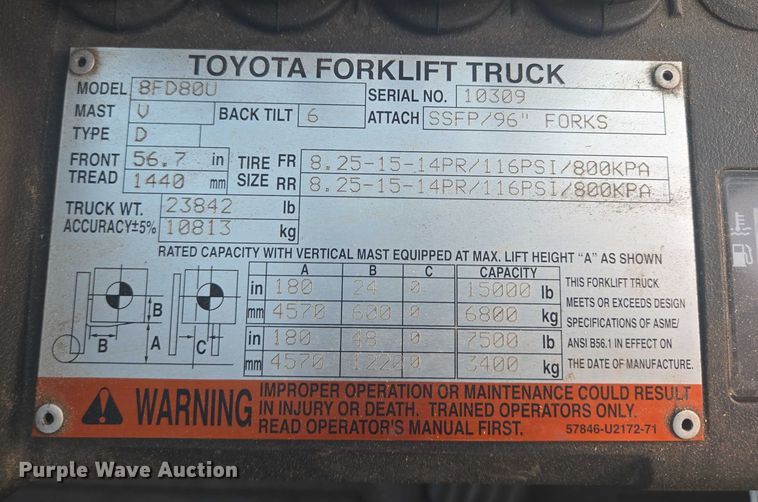 TOYOTA FORKLIFT TRUCK
MODEL 8FD80U SERIAL NO. 10309
MAST V BACK TILT 6 ATTACH SSFP/96" FORKS
TYPE D
FRONT TREAD 56.7 in TIRE SIZE FR 8.25-15-14PR/116PSI/800KPA
1440 mm RR 8.25-15-14PR/116PSI/800KPA
TRUCK WT. 23842 lb
ACCURACY±5% 10813 kg
RATED CAPACITY WITH VERTICAL MAST EQUIPPED AT MAX. LIFT HEIGHT "A" AS SHOWN
A B C CAPACITY
in 180 24 0 15000 lb
mm 4570 600 0 6800 kg
in 180 48 0 7500 lb
mm 4570 1220 0 3400 kg
B
B A C
THIS FORKLIFT TRUCK
MEETS OR EXCEEDS DESIGN
SPECIFICATIONS OF ASME/
ANSI B56.1 IN EFFECT ON
THE DATE OF MANUFACTURE.
WARNING
IMPROPER OPERATION OR MAINTENANCE COULD RESULT
IN INJURY OR DEATH. TRAINED OPERATORS ONLY.
READ OPERATOR'S MANUAL FIRST.
57846-U2172-71
Purple Wave Auction